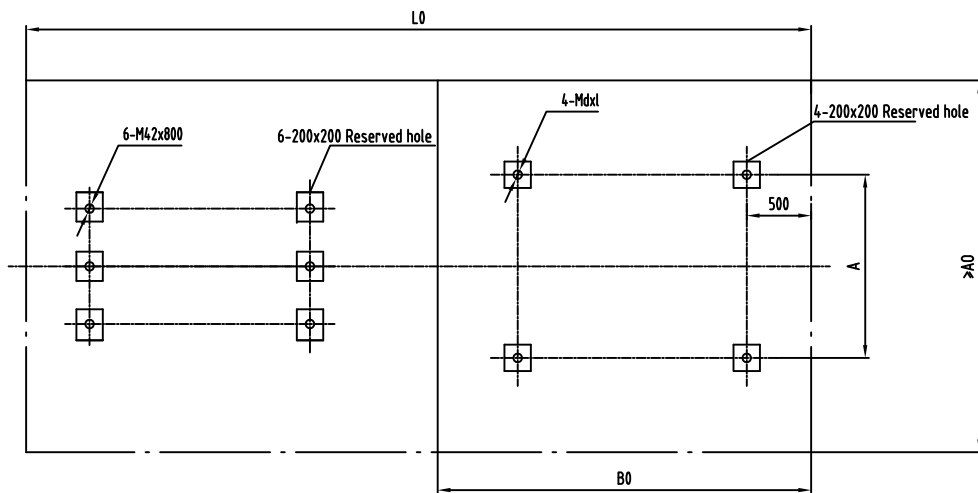 L0
4-Mdxl
4-200x200 Reserved hole
6-M42x800
6-200x200 Reserved hole
500
A
≥A0
B0